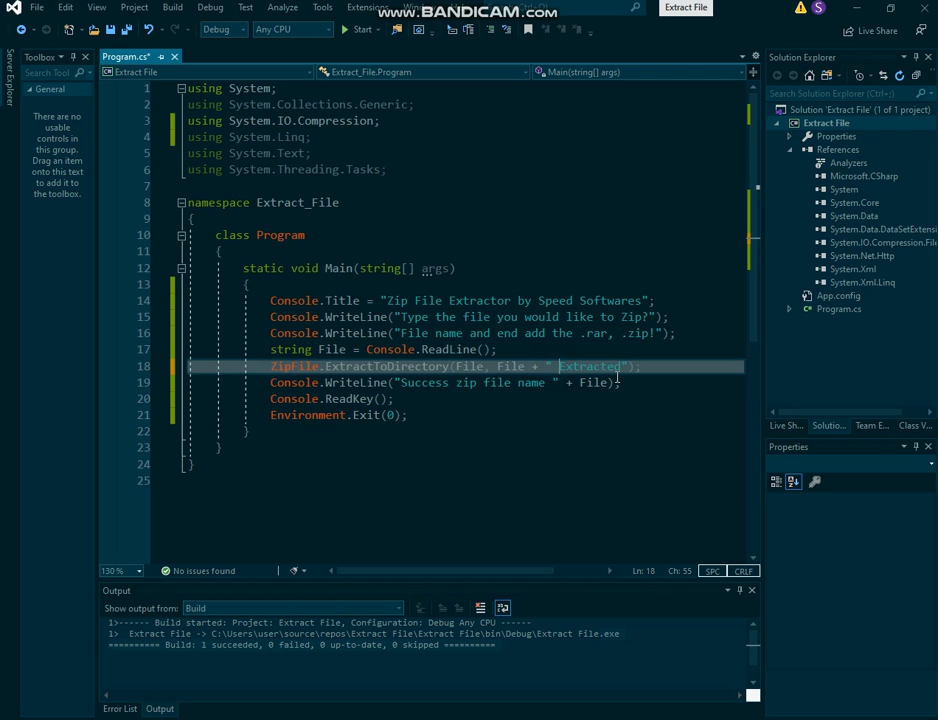 www.BANDICAM.com
File Edit View Project Build Debug Test Analyze Tools Extensions
Extract File
Debug Any CPU Start
Live Share
Server Explorer
Toolbox
Search Tool
General
There are no
usable
controls in
this group.
Drag an item
onto this text
to add it to
the toolbox.
Program.cs*
Extract File Extract_File.Program Main(string[] args)
1 using System;
2 using System.Collections.Generic;
3 using System.IO.Compression;
4 using System.Linq;
5 using System.Text;
6 using System.Threading.Tasks;
7
8 namespace Extract_File
9 {
10 class Program
11 {
12 static void Main(string[] args)
13 {
14 Console.Title = "Zip File Extractor by Speed Softwares";
15 Console.WriteLine("Type the file you would like to Zip?");
16 Console.WriteLine("File name and end add the .rar, .zip!");
17 string File = Console.ReadLine();
18 ZipFile.ExtractToDirectory(File, File + " Extracted");
19 Console.WriteLine("Success zip file name " + File);
20 Console.ReadKey();
21 Environment.Exit(0);
22 }
23 }
24 }
25
130 % No issues found Ln: 18 Ch: 55 SPC CRLF
Output
Show output from: Build
1>------ Build started: Project: Extract File, Configuration: Debug Any CPU ------
1> Extract File -> C:\Users\user\source\repos\Extract File\Extract File\bin\Debug\Extract File.exe
========== Build: 1 succeeded, 0 failed, 0 up-to-date, 0 skipped ==========
Error List Output
Solution Explorer
Search Solution Explorer (Ctrl+;)
Solution 'Extract File' (1 of 1 project)
Extract File
Properties
References
Analyzers
Microsoft.CSharp
System
System.Core
System.Data
System.Data.DataSetExtensi
System.IO.Compression.Fi
System.Net.Http
System.Xml
System.Xml.Linq
App.config
Program.cs
Live Sh... Solutio... Team E... Class V...
Properties